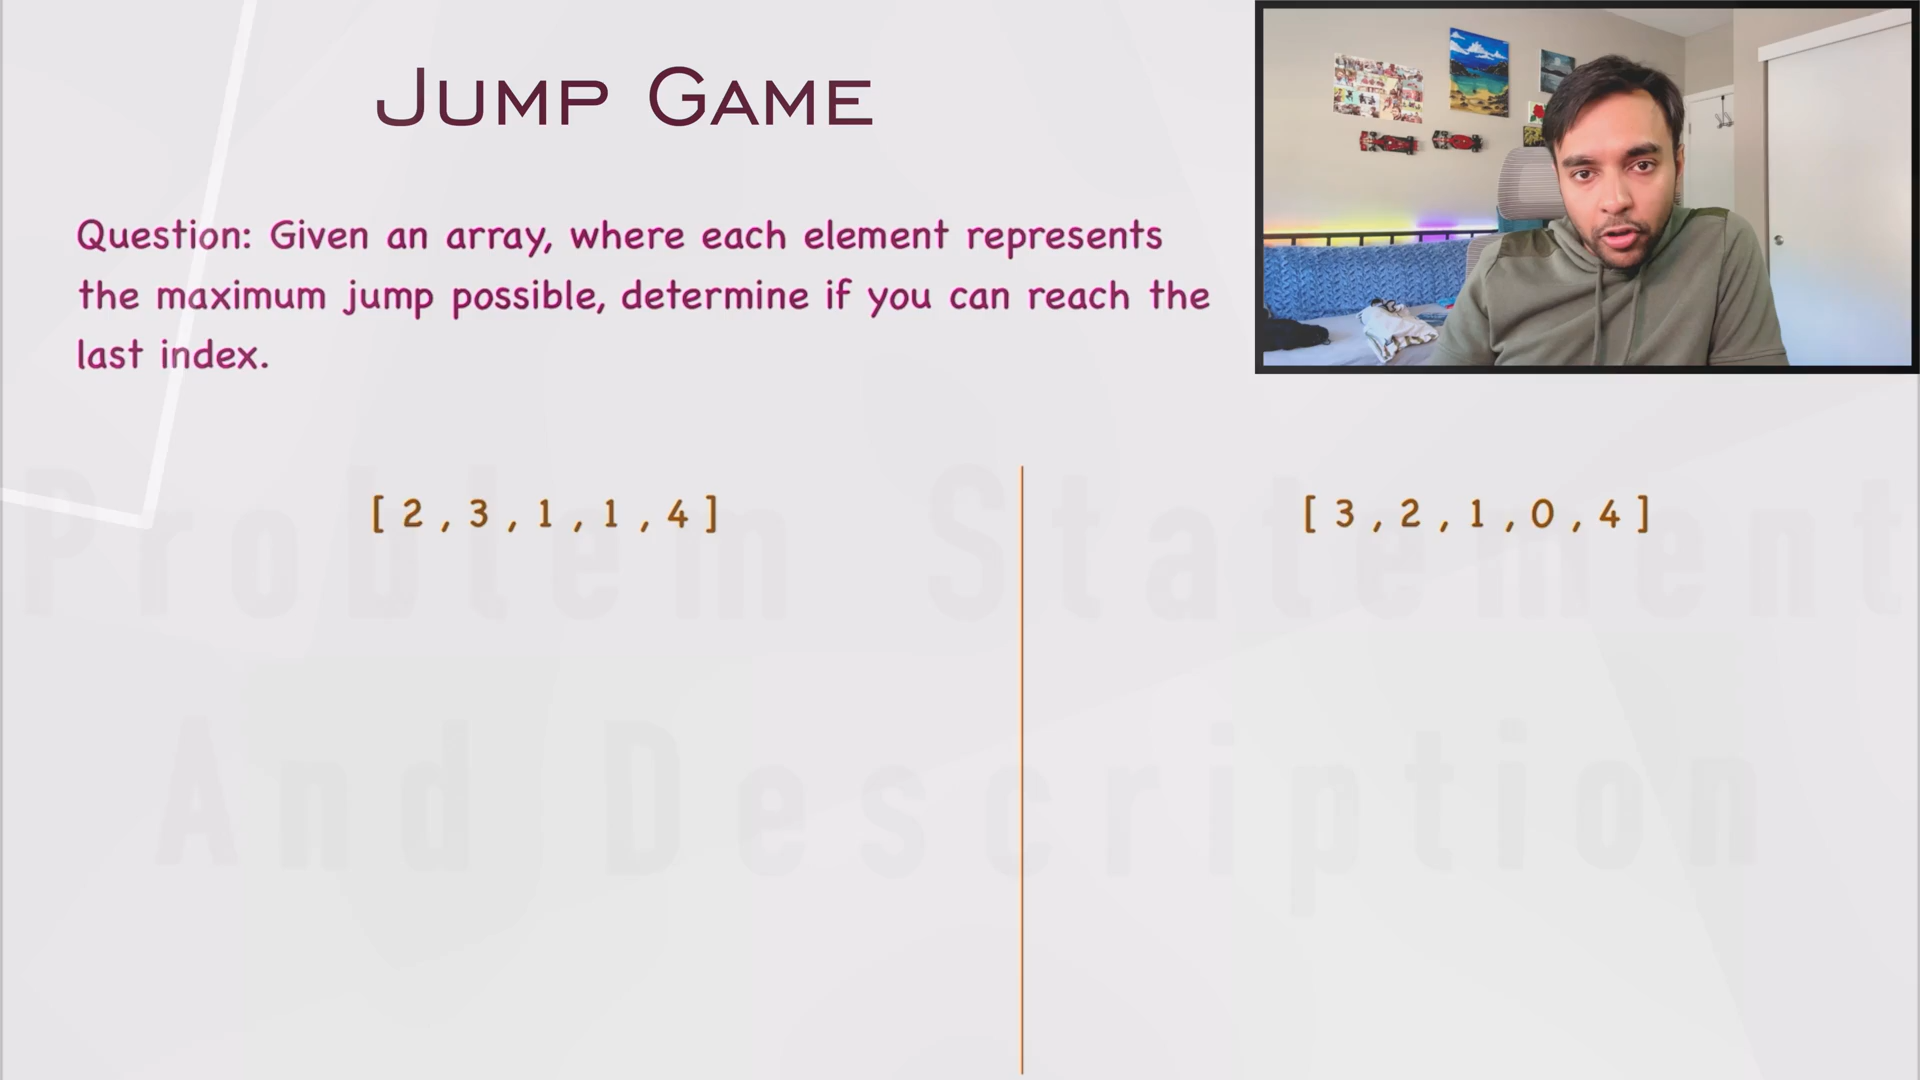 JUMP GAME
Question: Given an array, where each element represents
the maximum jump possible, determine if you can reach the
last index.
[ 2 , 3 , 1 , 1 , 4 ]
[ 3 , 2 , 1 , 0 , 4 ]
Problem Statement
And Description